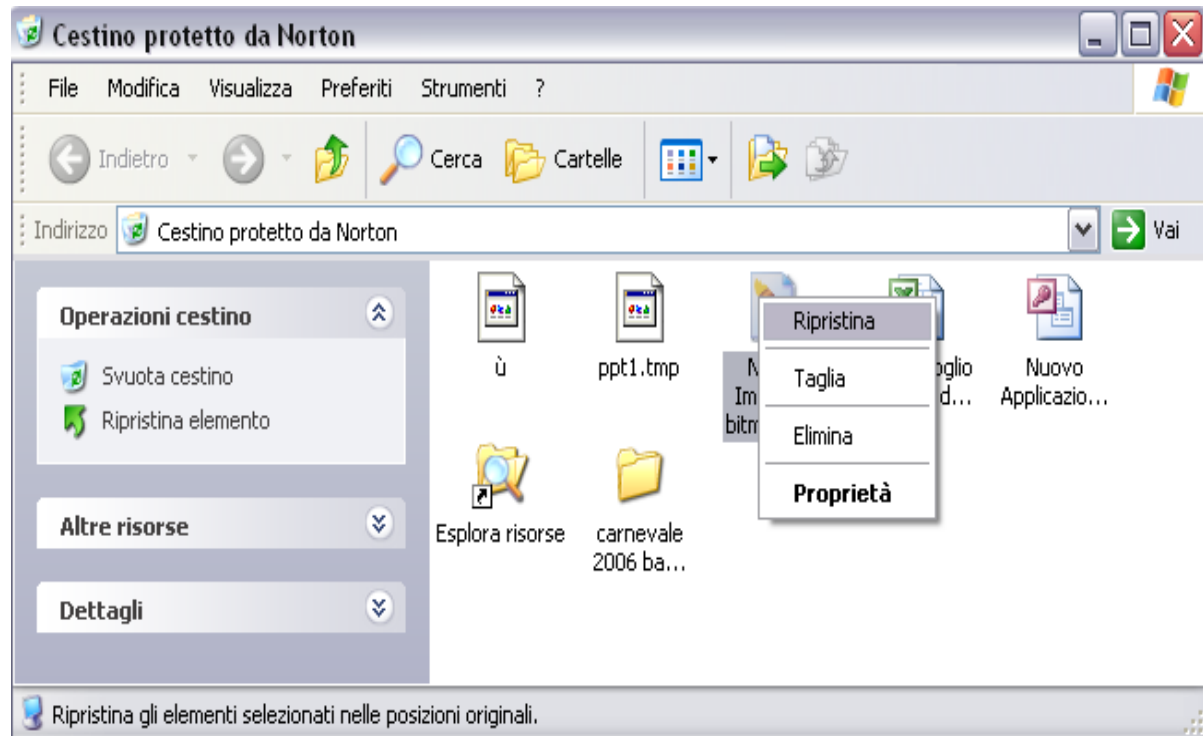 Cestino protetto da Norton
File Modifica Visualizza Preferiti Strumenti ?
Indietro Cerca Cartelle
Indirizzo Cestino protetto da Norton Vai
Operazioni cestino
Svuota cestino
Ripristina elemento
Altre risorse
Dettagli
ù
ppt1.tmp
Nuovo
Applicazio...
Esplora risorse
carnevale
2006 ba...
Ripristina
Taglia
Elimina
Proprietà
Ripristina gli elementi selezionati nelle posizioni originali.